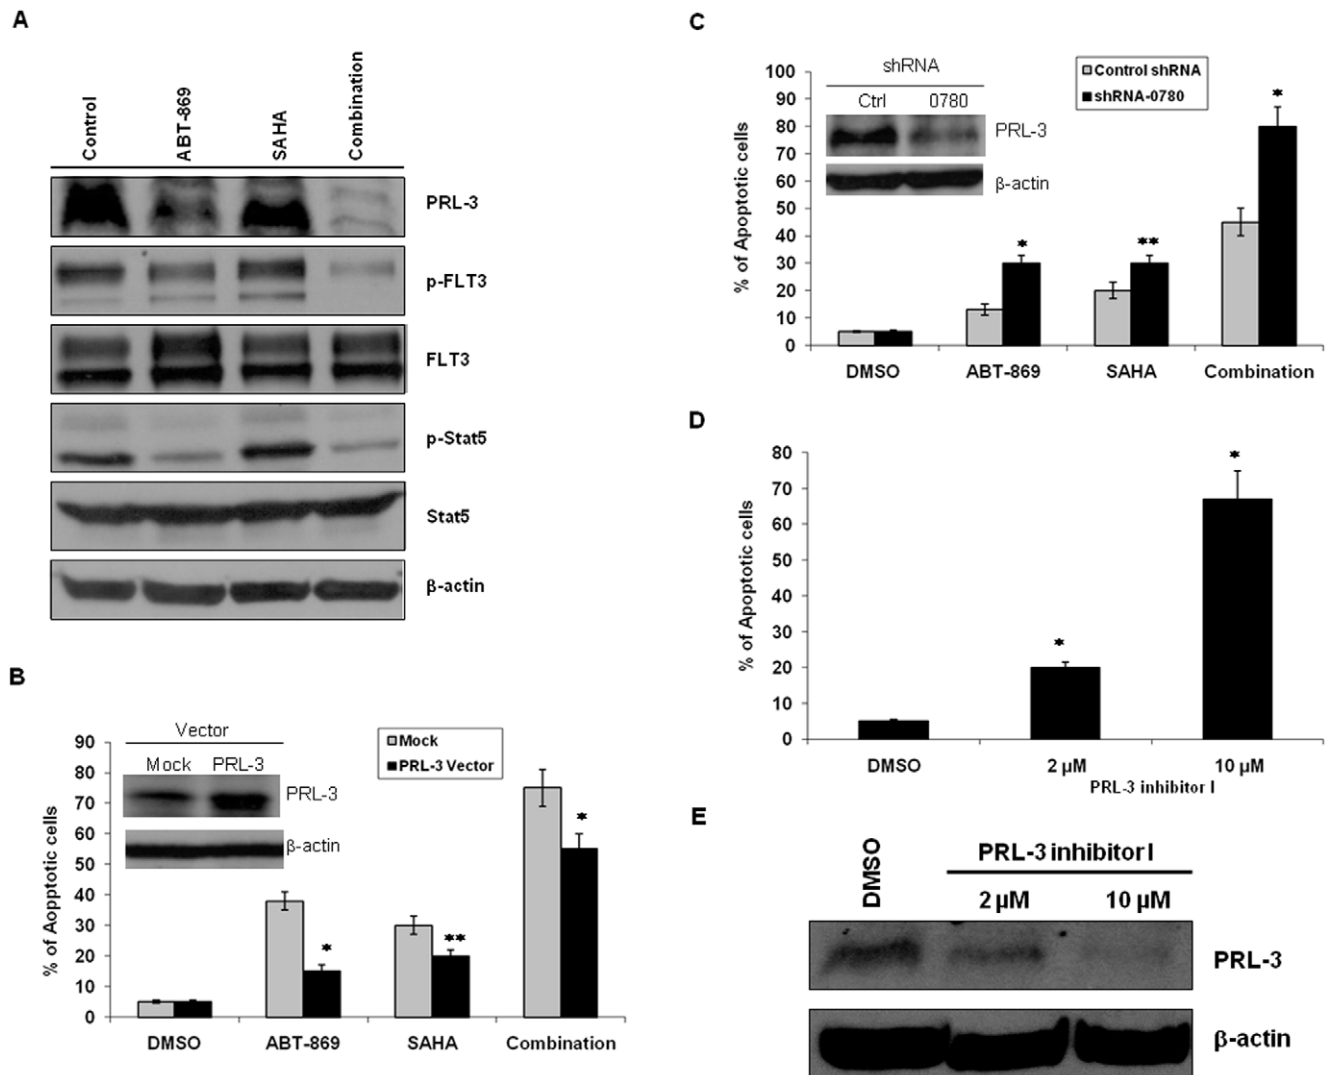 A
Control
ABT-869
SAHA
Combination
PRL-3
p-FLT3
FLT3
p-Stat5
Stat5
β-actin
B
Vector
Mock PRL-3
PRL-3
β-actin
Mock
PRL-3 Vector
% of Aopptotic cells
90
80
70
60
50
40
30
20
10
0
*
**
*
DMSO ABT-869 SAHA Combination
C
shRNA
Ctrl 0780
PRL-3
β-actin
Control shRNA
shRNA-0780
% of Apoptotic cells
100
90
80
70
60
50
40
30
20
10
0
*
**
*
DMSO ABT-869 SAHA Combination
D
% of Apoptotic cells
80
70
60
50
40
30
20
10
0
*
*
DMSO 2 µM 10 µM
PRL-3 inhibitor I
E
DMSO
PRL-3 inhibitor I
2 µM 10 µM
PRL-3
β-actin